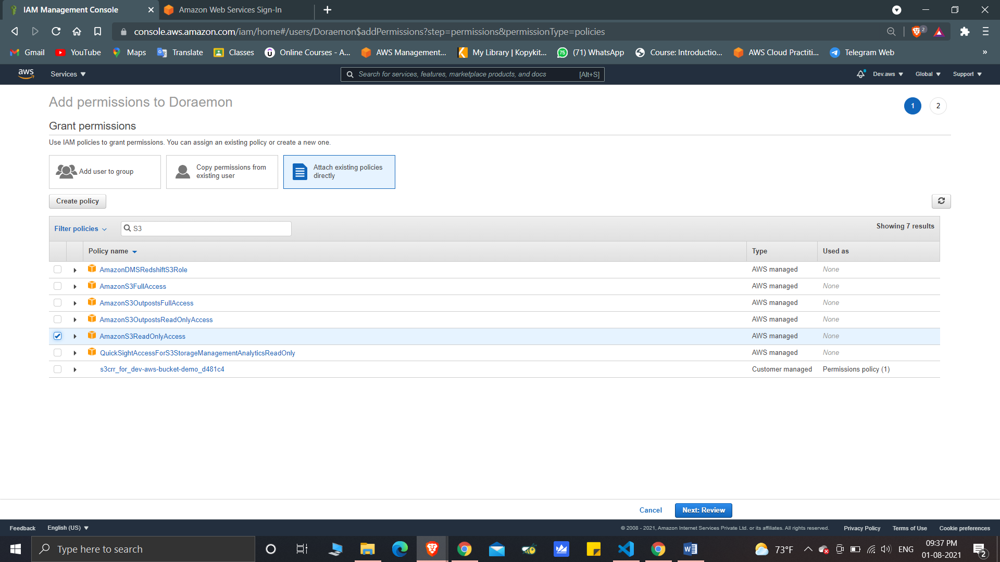 IAM Management Console
Amazon Web Services Sign-In
console.aws.amazon.com/iam/home#/users/Doraemon$addPermissions?step=permissions&permissionType=policies
2
Gmail
YouTube
Maps
Translate
Classes
Online Courses - A...
AWS Management...
My Library | Kopykit...
75
(71) WhatsApp
Course: Introductio...
AWS Cloud Practiti...
Telegram Web
»
aws
Services
Search for services, features, marketplace products, and docs
[Alt+S]
Dev.aws
Global
Support
Add permissions to Doraemon
1
2
Grant permissions
Use IAM policies to grant permissions. You can assign an existing policy or create a new one.
Add user to group
Copy permissions from
existing user
Attach existing policies
directly
Create policy
Filter policies
S3
Showing 7 results
Policy name
Type
Used as
AmazonDMSRedshiftS3Role
AWS managed
None
AmazonS3FullAccess
AWS managed
None
AmazonS3OutpostsFullAccess
AWS managed
None
AmazonS3OutpostsReadOnlyAccess
AWS managed
None
AmazonS3ReadOnlyAccess
AWS managed
None
QuickSightAccessForS3StorageManagementAnalyticsReadOnly
AWS managed
None
s3crr_for_dev-aws-bucket-demo_d481c4
Customer managed
Permissions policy (1)
Cancel
Next: Review
Feedback
English (US)
© 2008 - 2021, Amazon Internet Services Private Ltd. or its affiliates. All rights reserved.
Privacy Policy
Terms of Use
Cookie preferences
Type here to search
73°F
ENG
09:37 PM
01-08-2021
2